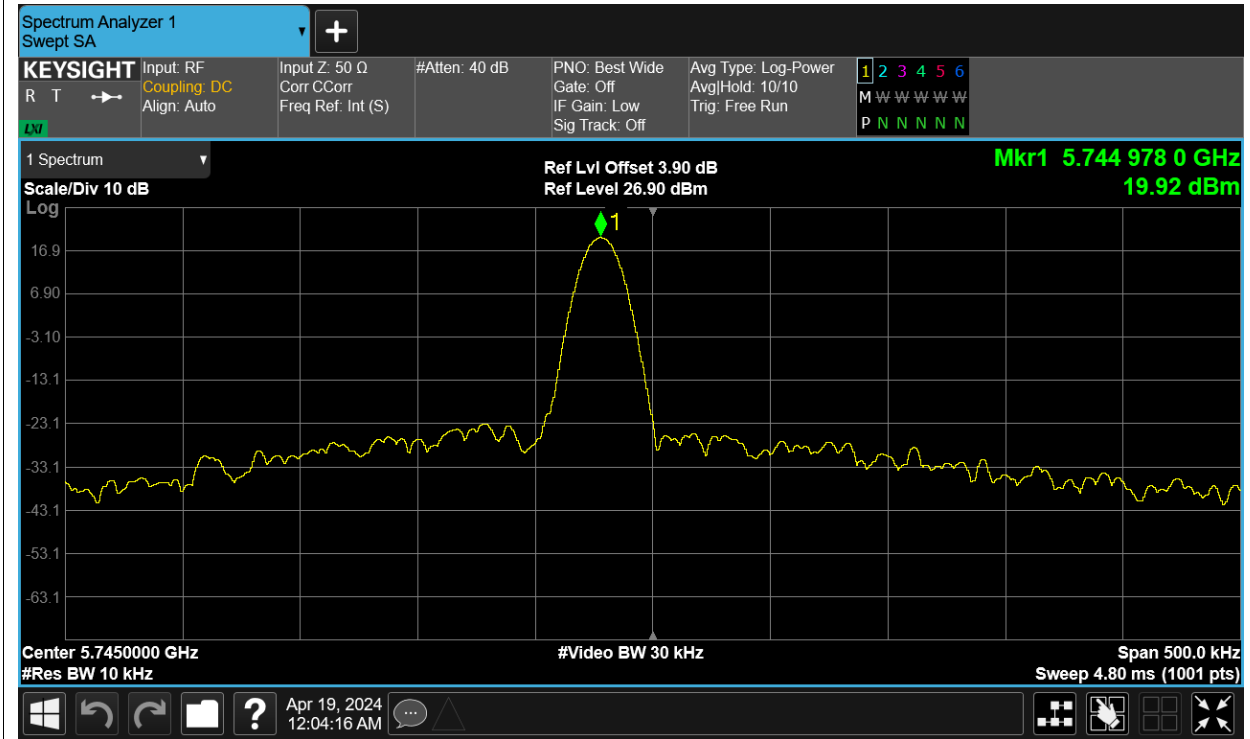 Spectrum Analyzer 1
Swept SA
KEYSIGHT
R T
LXI
Input: RF
Coupling: DC
Align: Auto
Input Z: 50 Ω
Corr CCorr
Freq Ref: Int (S)
#Atten: 40 dB
PNO: Best Wide
Gate: Off
IF Gain: Low
Sig Track: Off
Avg Type: Log-Power
Avg|Hold: 10/10
Trig: Free Run
1 2 3 4 5 6
M W W W W W
P N N N N N
1 Spectrum
Scale/Div 10 dB
Log
Ref Lvl Offset 3.90 dB
Ref Level 26.90 dBm
Mkr1 5.744 978 0 GHz
19.92 dBm
1
16.9
6.90
-3.10
-13.1
-23.1
-33.1
-43.1
-53.1
-63.1
Center 5.7450000 GHz
#Res BW 10 kHz
#Video BW 30 kHz
Span 500.0 kHz
Sweep 4.80 ms (1001 pts)
?
Apr 19, 2024
12:04:16 AM